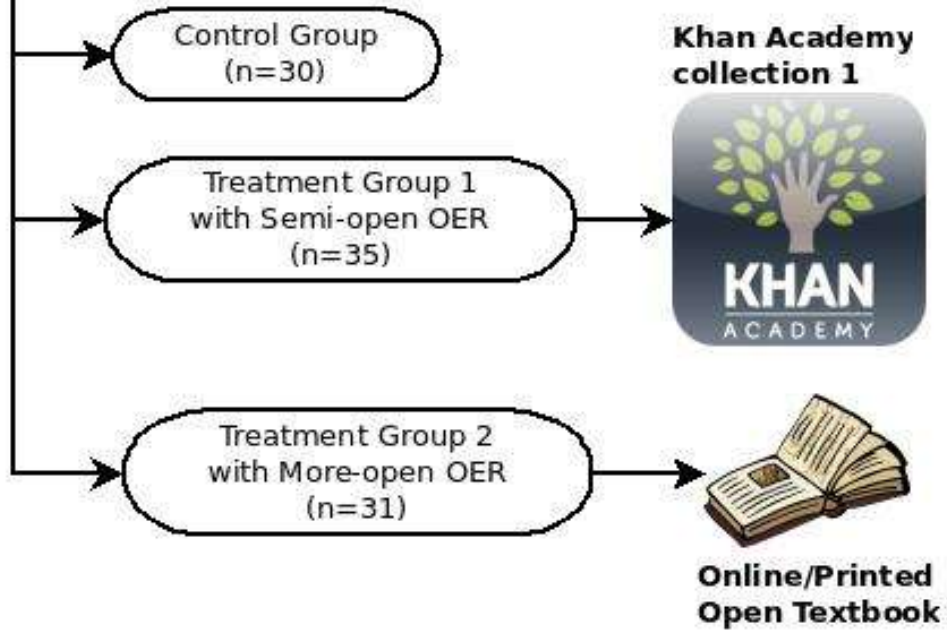 Control Group
(n=30)
Khan Academy
collection 1
Treatment Group 1
with Semi-open OER
(n=35)
KHAN
ACADEMY
Treatment Group 2
with More-open OER
(n=31)
Online/Printed
Open Textbook